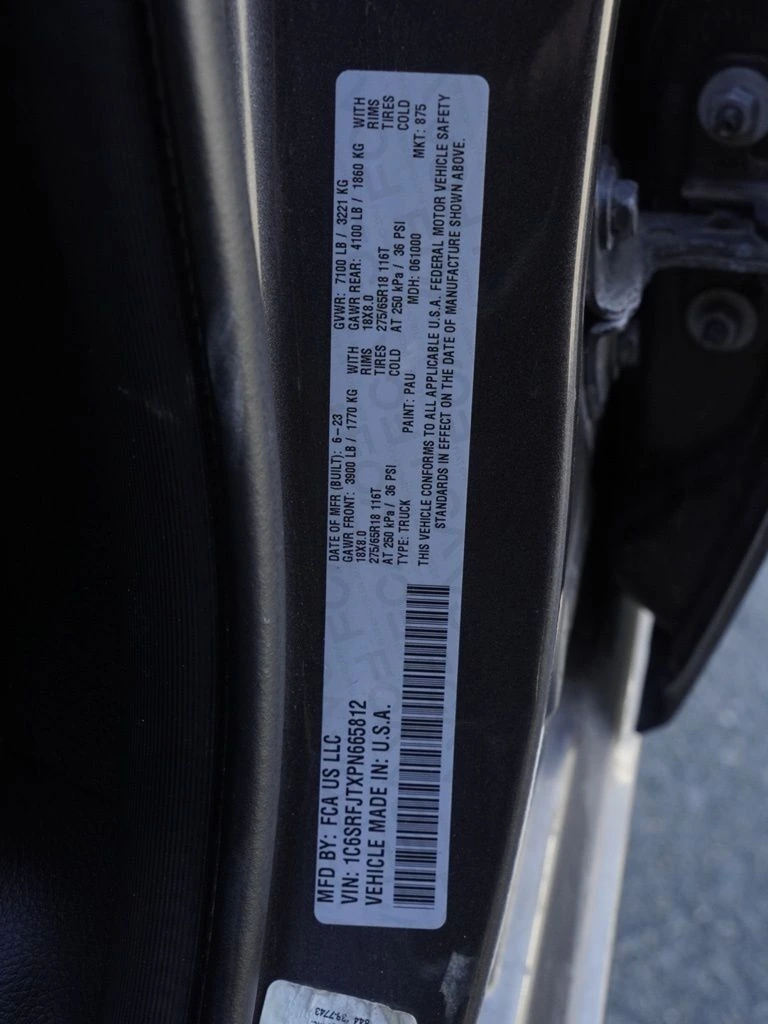 MFD BY: FCA US LLC
VIN: 1C6SRFJTXPN665812
VEHICLE MADE IN: U.S.A.
DATE OF MFR (BUILT): 6-23 GVWR: 7100 LB / 3221 KG
GAWR FRONT: 3900 LB / 1770 KG WITH GAWR REAR: 4100 LB / 1860 KG WITH
18X8.0 RIMS 18X8.0 RIMS
275/65R18 116T TIRES 275/65R18 116T TIRES
AT 250 kPa / 36 PSI COLD AT 250 kPa / 36 PSI COLD
TYPE: TRUCK PAINT: PAU MDH: 061000 MKT: 875
THIS VEHICLE CONFORMS TO ALL APPLICABLE U.S.A. FEDERAL MOTOR VEHICLE SAFETY
STANDARDS IN EFFECT ON THE DATE OF MANUFACTURE SHOWN ABOVE.